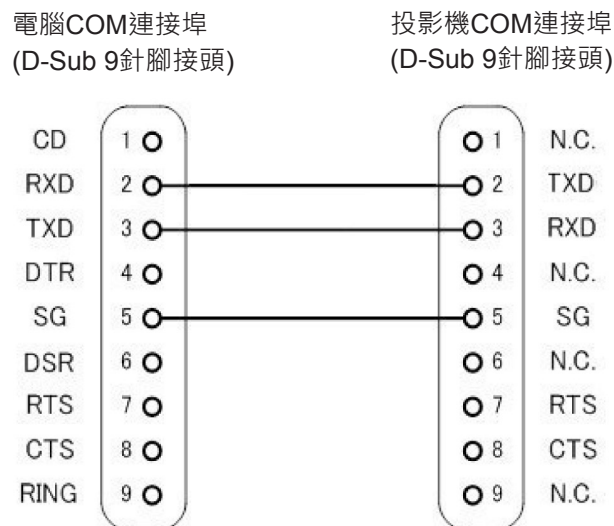 電腦COM連接埠
(D-Sub 9針腳接頭)
投影機COM連接埠
(D-Sub 9針腳接頭)
CD 1 1 N.C.
RXD 2 2 TXD
TXD 3 3 RXD
DTR 4 4 N.C.
SG 5 5 SG
DSR 6 6 N.C.
RTS 7 7 RTS
CTS 8 8 CTS
RING 9 9 N.C.